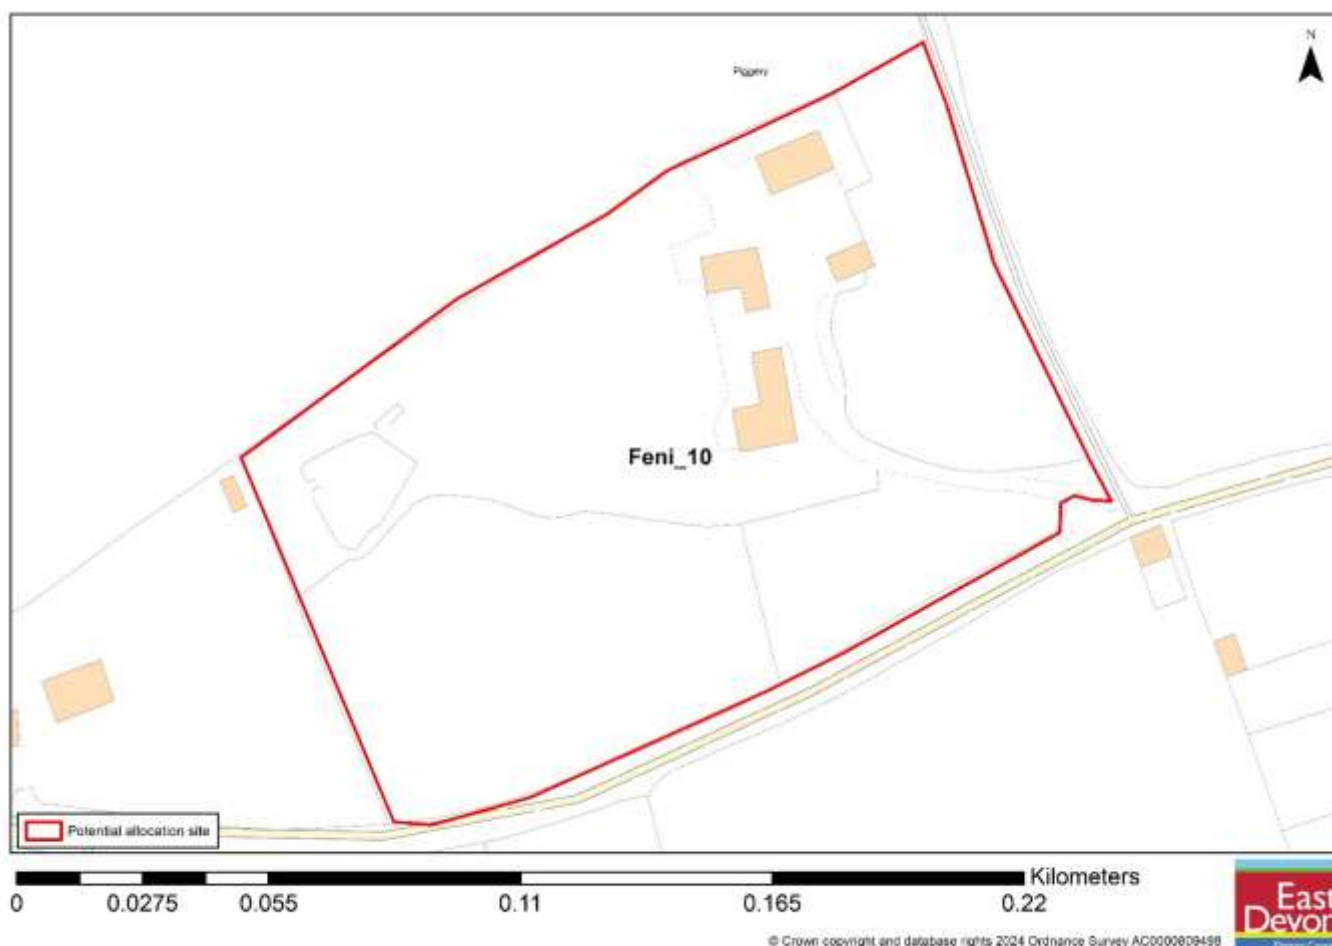 Piggery
N
Feni_10
Potential allocation site
Kilometers
0 0.0275 0.055 0.11 0.165 0.22
East
Devon
© Crown copyright and database rights 2024 Ordnance Survey AC0000809498